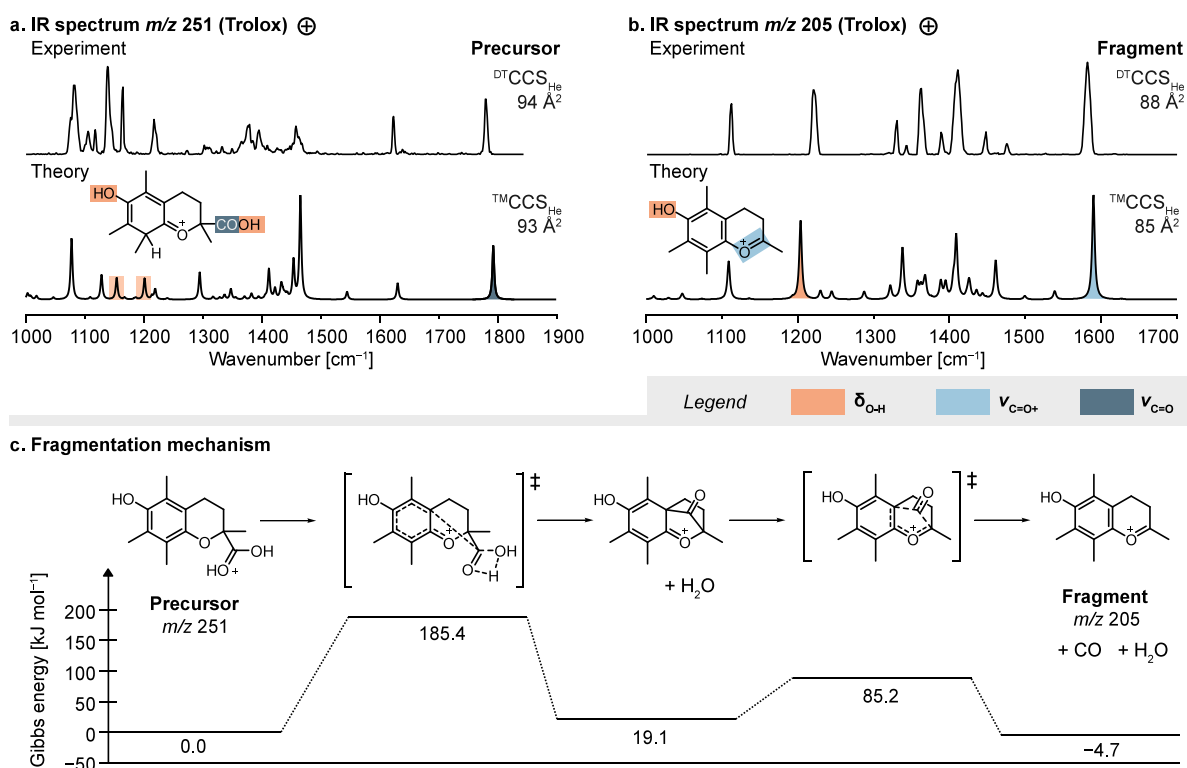 a. IR spectrum m/z 251 (Trolox) ⊕
Experiment
Precursor
DTCCSHe
94 Å²
Theory
HO
COOH
+
O
H
TMCCSHe
93 Å²
1000 1100 1200 1300 1400 1500 1600 1700 1800 1900
Wavenumber [cm⁻¹]
b. IR spectrum m/z 205 (Trolox) ⊕
Experiment
Fragment
DTCCSHe
88 Å²
Theory
HO
+
O
TMCCSHe
85 Å²
1000 1100 1200 1300 1400 1500 1600 1700
Wavenumber [cm⁻¹]
Legend δO-H νC=O+ νC=O
c. Fragmentation mechanism
HO
O
OH
HO+
HO
+
O
OH
O
H
‡
HO
O
+
O
+ H₂O
HO
O
+
O
‡
HO
+
O
Precursor
m/z 251
Fragment
m/z 205
+ CO + H₂O
Gibbs energy [kJ mol⁻¹]
200
150
100
50
0
−50
0.0
185.4
19.1
85.2
−4.7